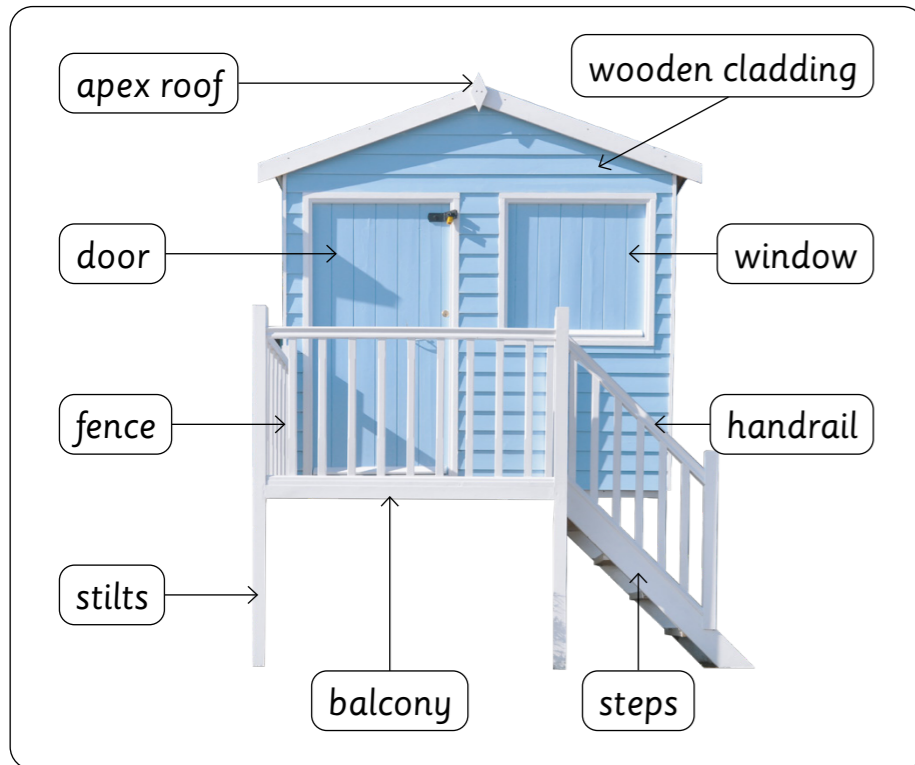 apex roof
wooden cladding
door
window
fence
handrail
stilts
balcony
steps